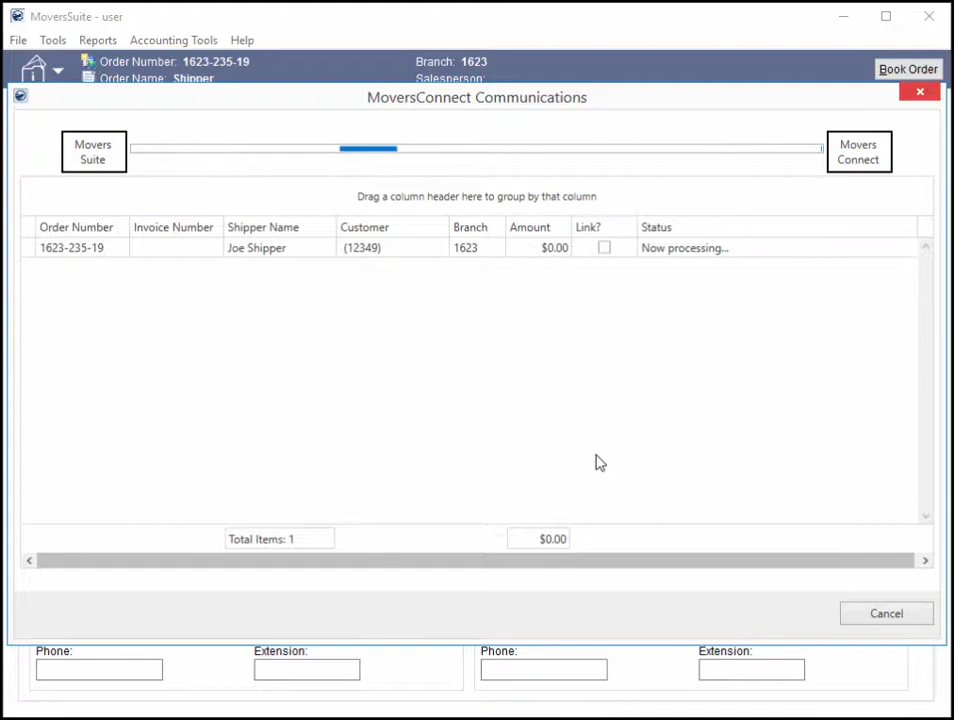 MoversSuite - user
File Tools Reports Accounting Tools Help
Order Number: 1623-235-19 Branch: 1623
Order Name: Shipper Salesperson:
Book Order
MoversConnect Communications
Movers
Suite
Movers
Connect
Drag a column header here to group by that column
Order Number Invoice Number Shipper Name Customer Branch Amount Link? Status
1623-235-19 Joe Shipper (12349) 1623 $0.00 Now processing...
Total Items: 1 $0.00
Cancel
Phone: Extension: Phone: Extension: